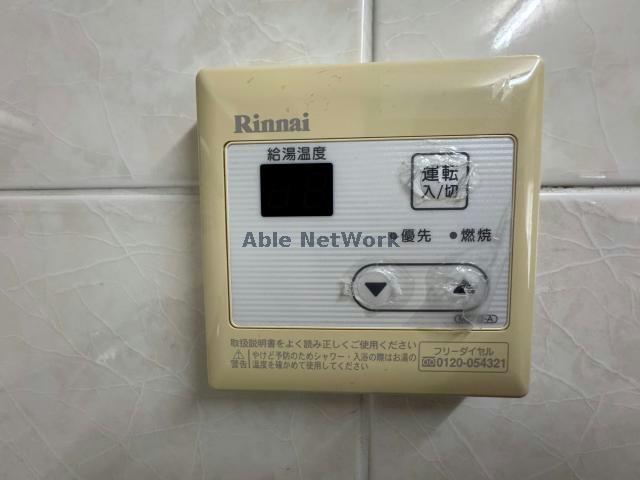 Rinnai
給湯温度
運転
入/切
Able NetWork
優先
燃焼
取扱説明書をよく読み正しくご使用ください
警告
やけど予防のためシャワー・入浴の際はお湯の
温度を確かめて使用してください
フリーダイヤル
0120-054321